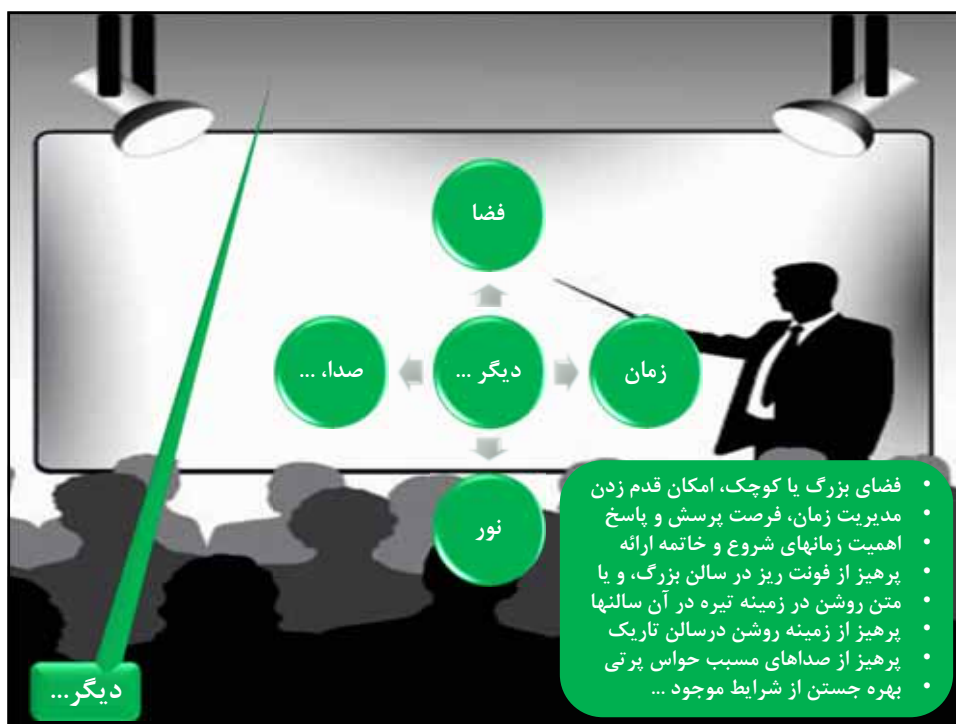 فضا
زمان
دیگر ...
صدا، ...
نور
• فضای بزرگ یا کوچک، امکان قدم زدن
• مدیریت زمان، فرصت پرسش و پاسخ
• اهمیت زمانهای شروع و خاتمه ارائه
• پرهیز از فونت ریز در سالن بزرگ، و یا
• متن روشن در زمینه تیره در آن سالنها
• پرهیز از زمینه روشن درسالن تاریک
• پرهیز از صداهای مسبب حواس پرتی
• بهره جستن از شرایط موجود ...
دیگر...